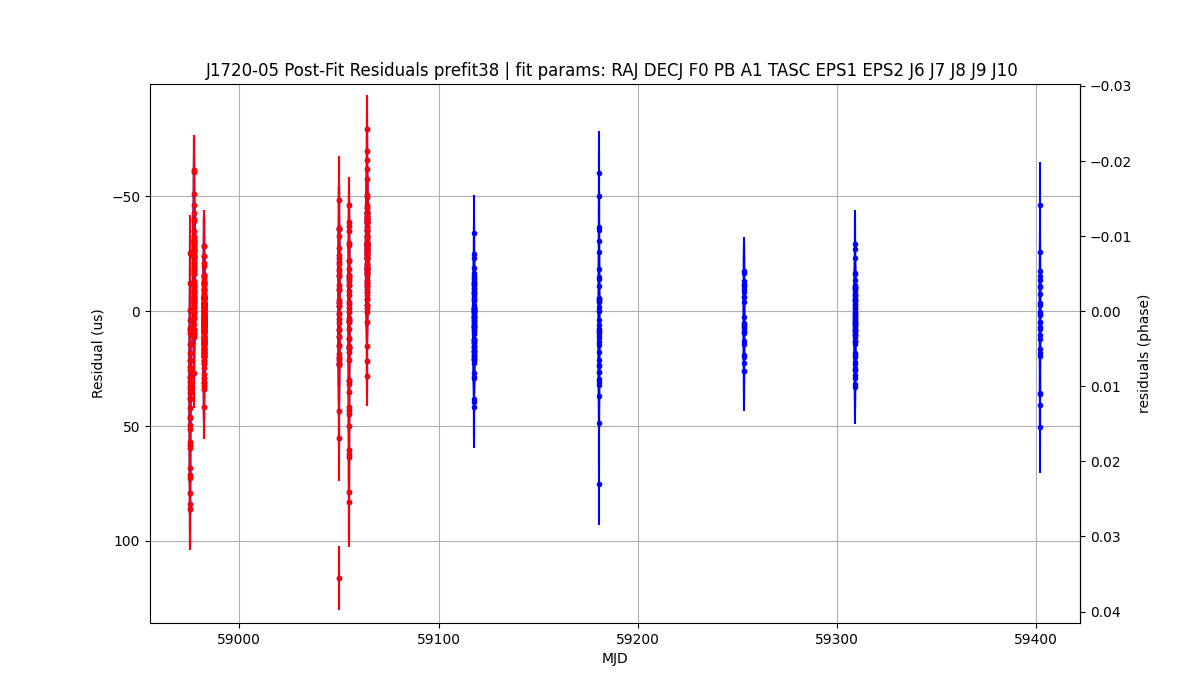 J1720-05 Post-Fit Residuals prefit38 | fit params: RAJ DECJ F0 PB A1 TASC EPS1 EPS2 J6 J7 J8 J9 J10
−50
0
50
100
Residual (us)
−0.03
−0.02
−0.01
0.00
0.01
0.02
0.03
0.04
residuals (phase)
59000 59100 59200 59300 59400
MJD